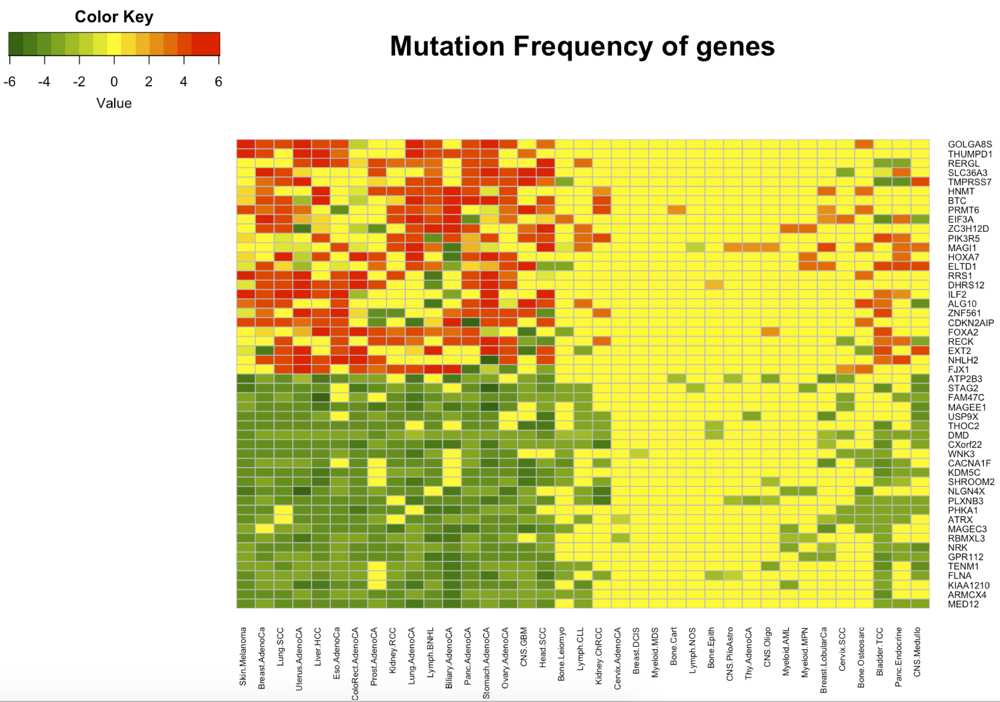 Color Key
-6 -4 -2 0 2 4 6
Value
Mutation Frequency of genes
GOLGA8S
THUMPD1
RERGL
SLC36A3
TMPRSS7
HNMT
BTC
PRMT6
EIF3A
ZC3H12D
PIK3R5
MAGI1
HOXA7
ELTD1
RRS1
DHRS12
ILF2
ALG10
ZNF561
CDKN2AIP
FOXA2
RECK
EXT2
NHLH2
FJX1
ATP2B3
STAG2
FAM47C
MAGEE1
USP9X
THOC2
DMD
CXorf22
WNK3
CACNA1F
KDM5C
SHROOM2
NLGN4X
PLXNB3
PHKA1
ATRX
MAGEC3
RBMXL3
NRK
GPR112
TENM1
FLNA
KIAA1210
ARMCX4
MED12
Skin.Melanoma
Breast.AdenoCa
Lung.SCC
Uterus.AdenoCA
Liver.HCC
Eso.AdenoCa
ColoRect.AdenoCA
Prost.AdenoCA
Kidney.RCC
Lung.AdenoCA
Lymph.BNHL
Biliary.AdenoCA
Panc.AdenoCA
Stomach.AdenoCA
Ovary.AdenoCA
CNS.GBM
Head.SCC
Bone.Leiomyo
Lymph.CLL
Kidney.ChRCC
Cervix.AdenoCA
Breast.DCIS
Myeloid.MDS
Bone.Cart
Lymph.NOS
Bone.Epith
CNS.PiloAstro
Thy.AdenoCA
CNS.Oligo
Myeloid.AML
Myeloid.MPN
Breast.LobularCa
Cervix.SCC
Bone.Osteosarc
Bladder.TCC
Panc.Endocrine
CNS.Medullo